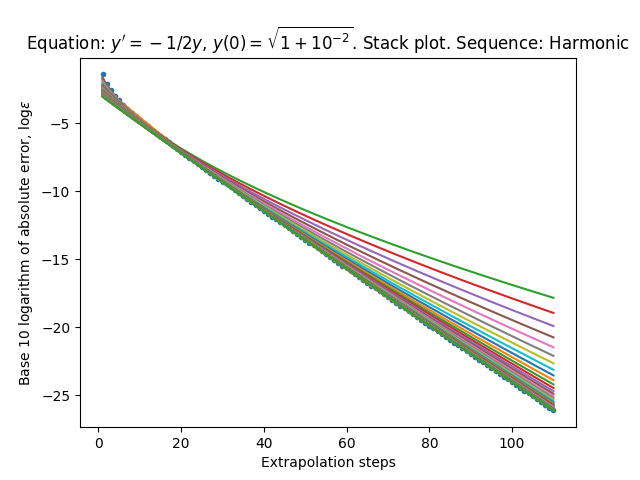 Equation: y′ = −1/2y, y(0) = √1 + 10⁻². Stack plot. Sequence: Harmonic
Base 10 logarithm of absolute error, logε
−5
−10
−15
−20
−25
0 20 40 60 80 100
Extrapolation steps